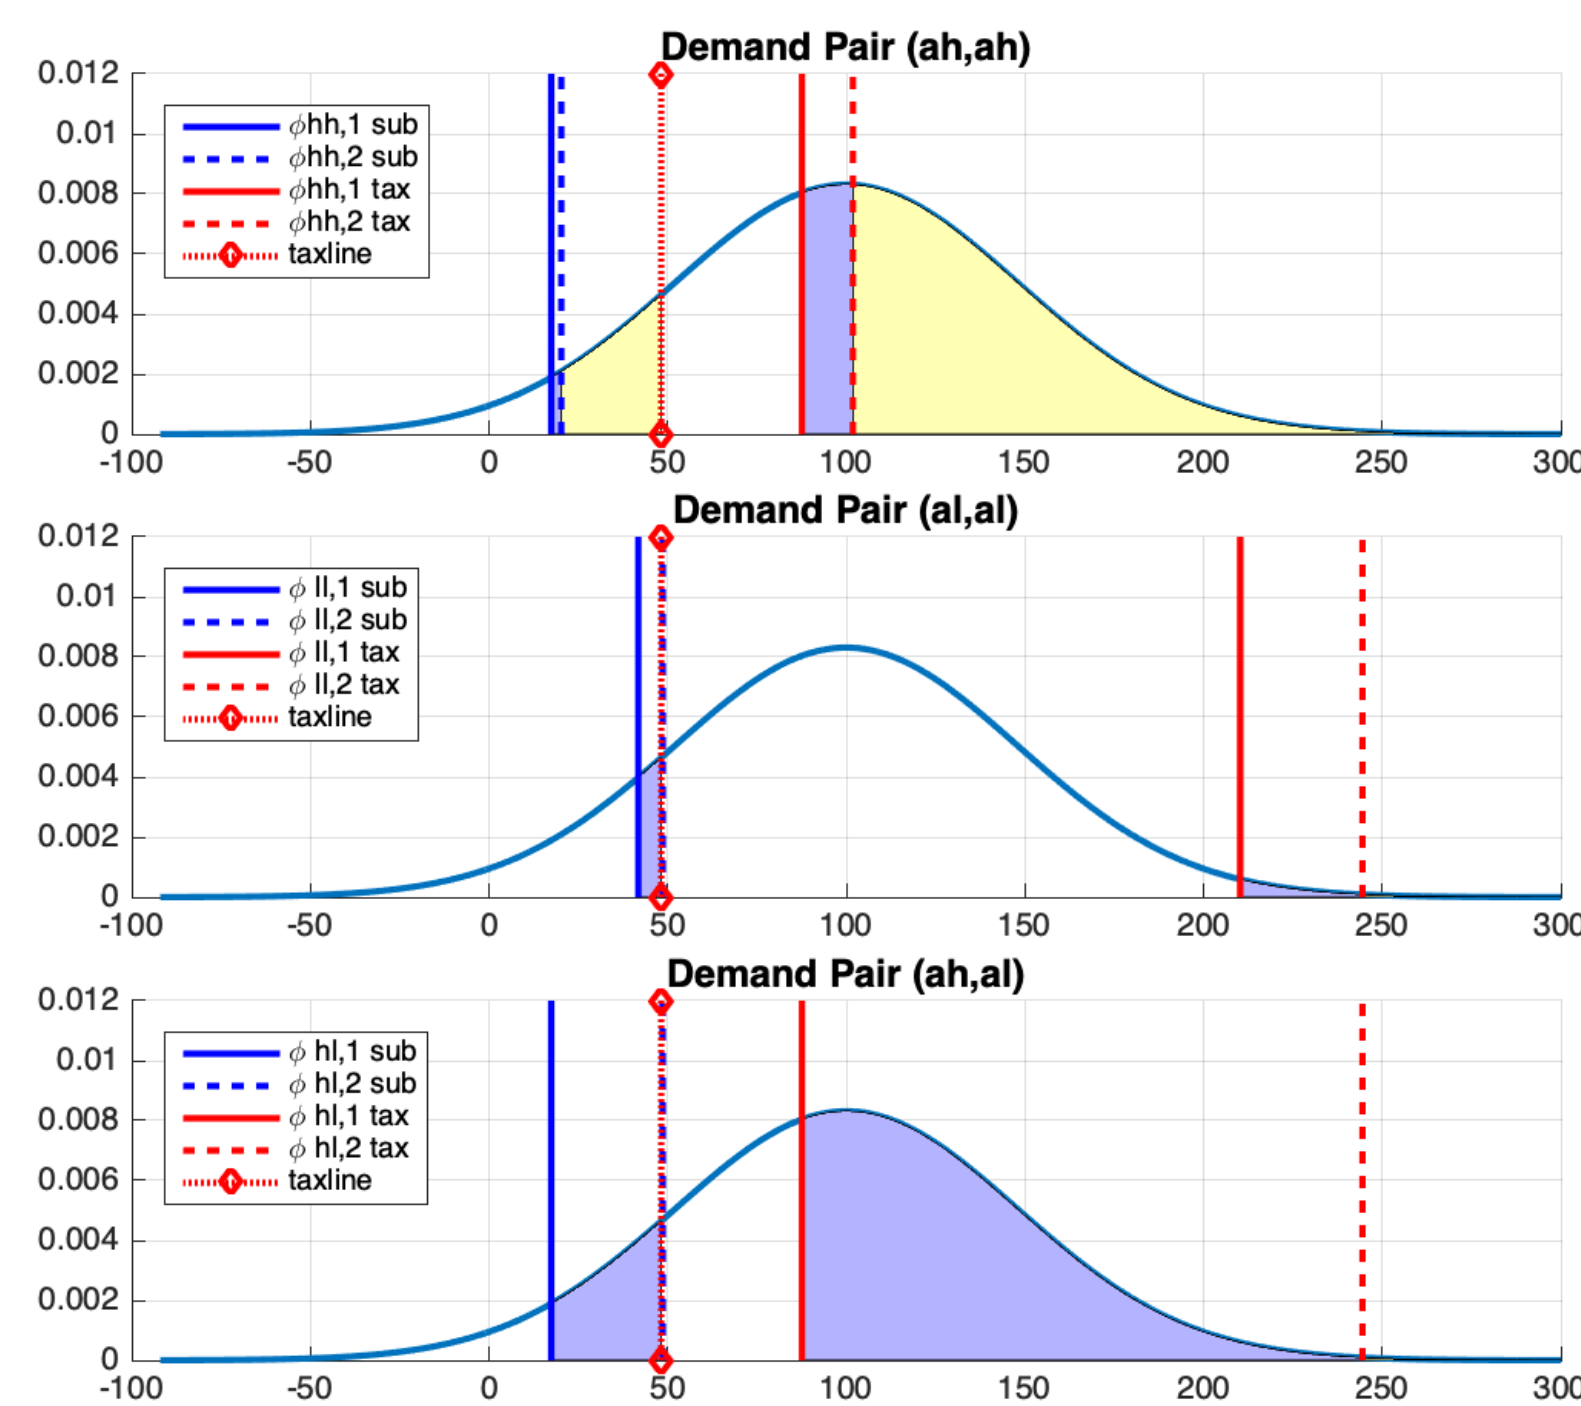 Demand Pair (ah,ah)
0.012
0.01
0.008
0.006
0.004
0.002
0
ϕhh,1 sub
ϕhh,2 sub
ϕhh,1 tax
ϕhh,2 tax
taxline
-100 -50 0 50 100 150 200 250 300
Demand Pair (al,al)
0.012
0.01
0.008
0.006
0.004
0.002
0
ϕ ll,1 sub
ϕ ll,2 sub
ϕ ll,1 tax
ϕ ll,2 tax
taxline
-100 -50 0 50 100 150 200 250 300
Demand Pair (ah,al)
0.012
0.01
0.008
0.006
0.004
0.002
0
ϕ hl,1 sub
ϕ hl,2 sub
ϕ hl,1 tax
ϕ hl,2 tax
taxline
-100 -50 0 50 100 150 200 250 300